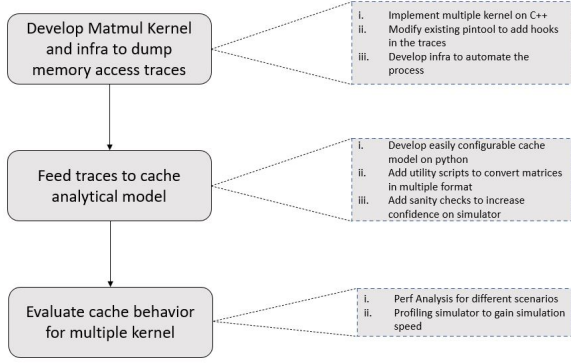 Develop Matmul Kernel
and infra to dump
memory access traces
i. Implement multiple kernel on C++
ii. Modify existing pintool to add hooks
in the traces
iii. Develop infra to automate the
process
Feed traces to cache
analytical model
i. Develop easily configurable cache
model on python
ii. Add utility scripts to convert matrices
in multiple format
iii. Add sanity checks to increase
confidence on simulator
Evaluate cache behavior
for multiple kernel
i. Perf Analysis for different scenarios
ii. Profiling simulator to gain simulation
speed